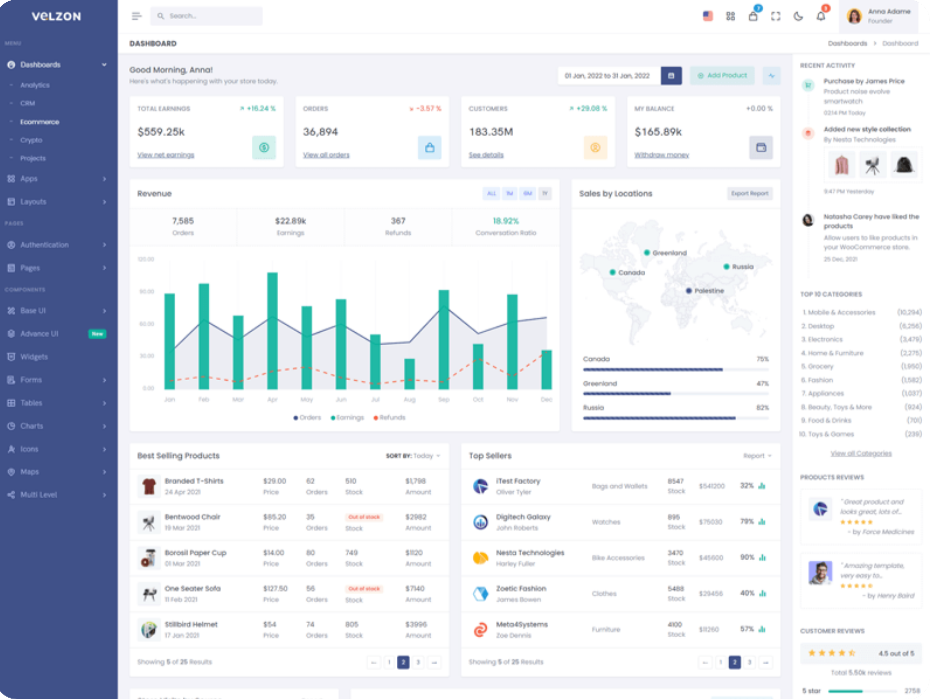 VELZON
Search...
2
5
Anna Adame
Founder
MENU
Dashboards
Analytics
CRM
Ecommerce
Crypto
Projects
Apps
Layouts
PAGES
Authentication
Pages
COMPONENTS
Base UI
Advance UI New
Widgets
Forms
Tables
Charts
Icons
Maps
Multi Level
DASHBOARD
Dashboards > Dashboard
Good Morning, Anna!
Here's what's happening with your store today.
01 Jan, 2022 to 31 Jan, 2022
Add Product
TOTAL EARNINGS +16.24 %
$559.25k
View net earnings
ORDERS -3.57 %
36,894
View all orders
CUSTOMERS +29.08 %
183.35M
See details
MY BALANCE +0.00 %
$165.89k
Withdraw money
Revenue
ALL 1M 6M 1Y
7,585
Orders
$22.89k
Earnings
367
Refunds
18.92%
Conversation Ratio
120.00
90.00
60.00
30.00
0.00
Jan Feb Mar Apr May Jun Jul Aug Sep Oct Nov Dec
Orders Earnings Refunds
Sales by Locations
Export Report
Greenland
Canada
Russia
Palestine
Canada 75%
Greenland 47%
Russia 82%
Best Selling Products
SORT BY: Today
Branded T-Shirts $29.00 62 510 $1,798
24 Apr 2021 Price Orders Stock Amount
Bentwood Chair $85.20 35 Out of stock $2982
19 Mar 2021 Price Orders Stock Amount
Borosil Paper Cup $14.00 80 749 $1120
01 Mar 2021 Price Orders Stock Amount
One Seater Sofa $127.50 56 Out of stock $7140
11 Feb 2021 Price Orders Stock Amount
Stillbird Helmet $54 74 805 $3996
17 Jan 2021 Price Orders Stock Amount
Showing 5 of 25 Results
← 1 2 3 →
Top Sellers
Report
iTest Factory Bags and Wallets 8547 $541200 32%
Oliver Tyler Stock
Digitech Galaxy Watches 895 $75030 79%
John Roberts Stock
Nesta Technologies Bike Accessories 3470 $45600 90%
Harley Fuller Stock
Zoetic Fashion Clothes 5488 $29456 40%
James Bowen Stock
Meta4Systems Furniture 4100 $11260 57%
Zoe Dennis Stock
Showing 5 of 25 Results
← 1 2 3 →
RECENT ACTIVITY
Purchase by James Price
Product noise evolve
smartwatch
02:14 PM Today
Added new style collection
By Nesta Technologies
9:47 PM Yesterday
Natasha Carey have liked the
products
Allow users to like products in
your WooCommerce store.
25 Dec, 2021
TOP 10 CATEGORIES
1. Mobile & Accessories (10,294)
2. Desktop (6,256)
3. Electronics (3,479)
4. Home & Furniture (2,275)
5. Grocery (1,950)
6. Fashion (1,582)
7. Appliances (1,037)
8. Beauty, Toys & More (924)
9. Food & Drinks (701)
10. Toys & Games (239)
View all Categories
PRODUCTS REVIEWS
" Great product and
looks great, lots of...
- by Force Medicines
" Amazing template,
very easy to...
- by Henry Baird
CUSTOMER REVIEWS
4.5 out of 5
Total 5.50k reviews
5 star 2758